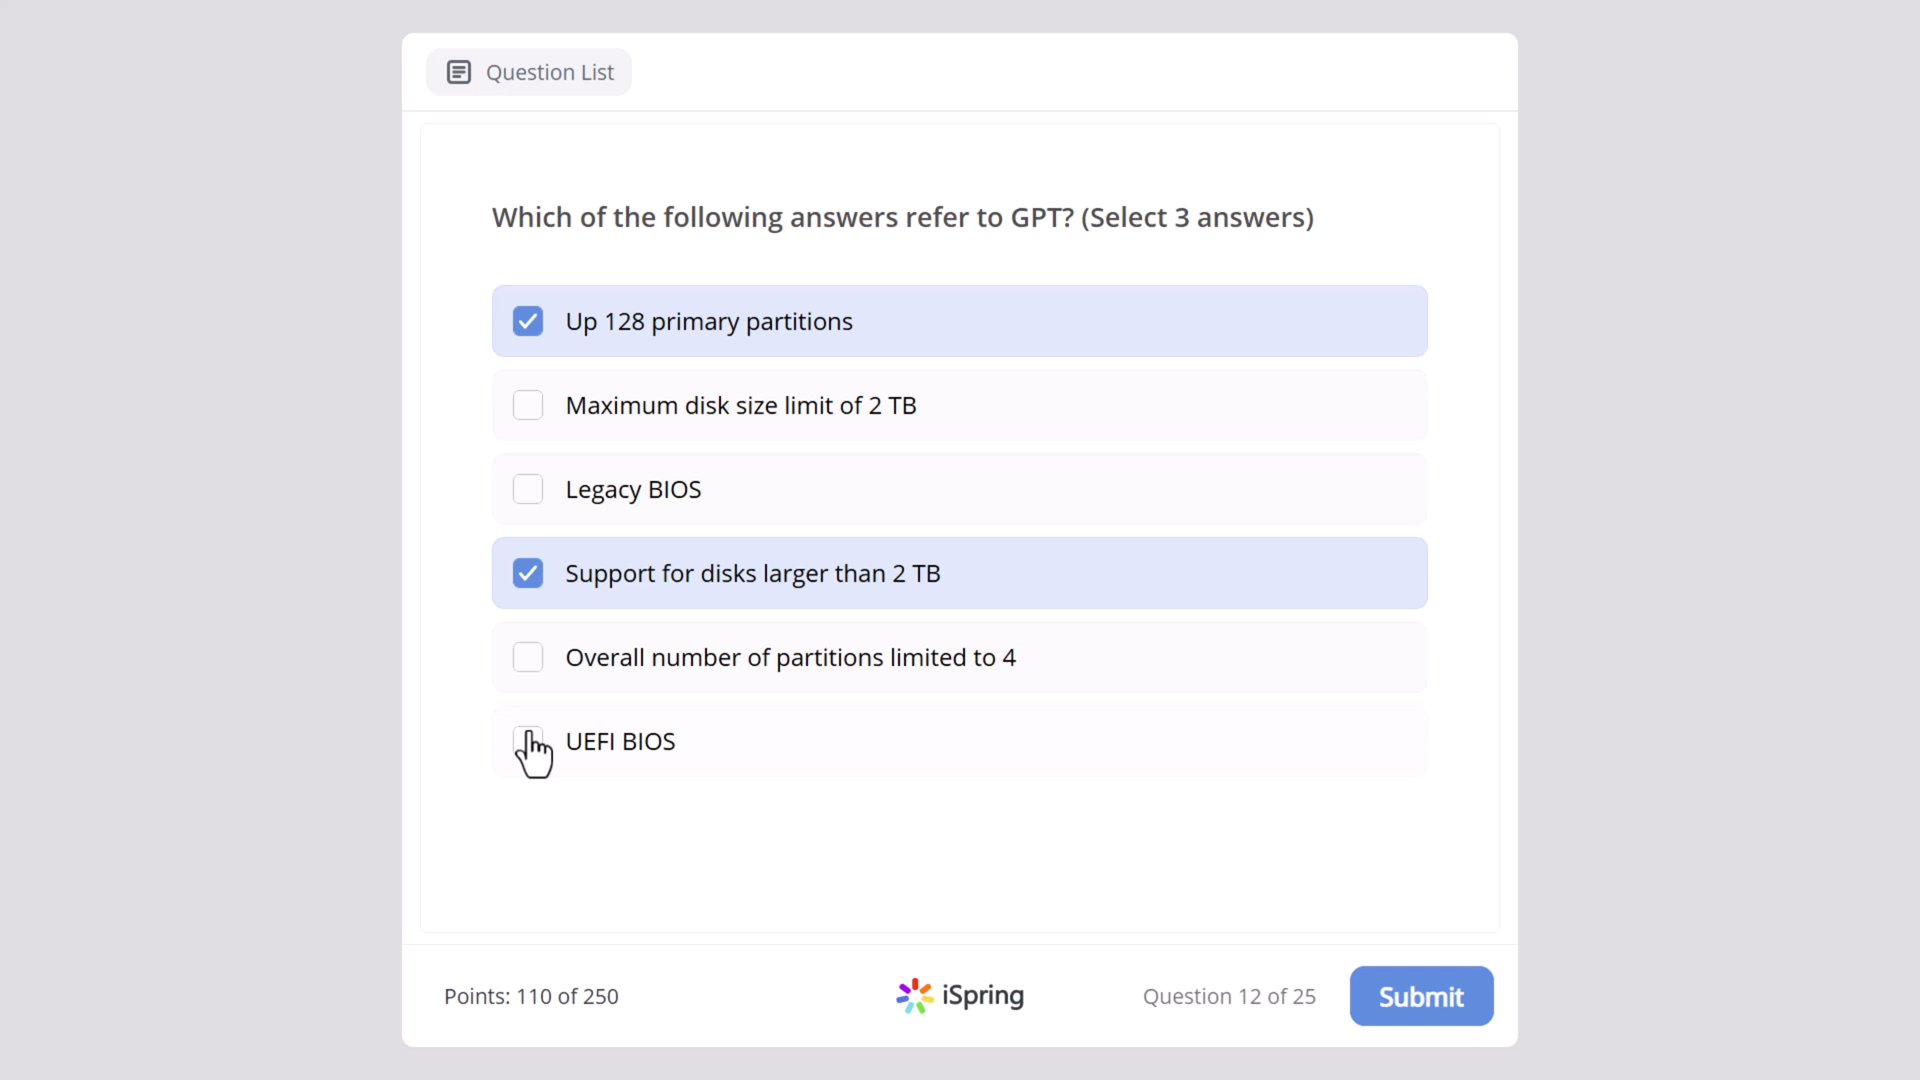 Question List
Which of the following answers refer to GPT? (Select 3 answers)
Up 128 primary partitions
Maximum disk size limit of 2 TB
Legacy BIOS
Support for disks larger than 2 TB
Overall number of partitions limited to 4
UEFI BIOS
Points: 110 of 250
iSpring
Question 12 of 25
Submit